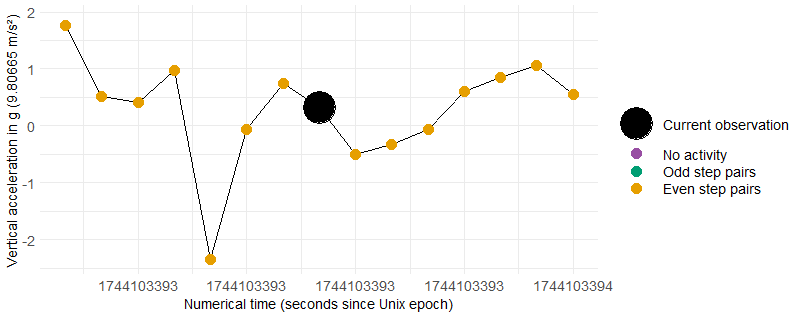 Vertical acceleration in g (9.80665 m/s²)
2
1
0
-1
-2
1744103393 1744103393 1744103393 1744103393 1744103394
Numerical time (seconds since Unix epoch)
Current observation
No activity
Odd step pairs
Even step pairs